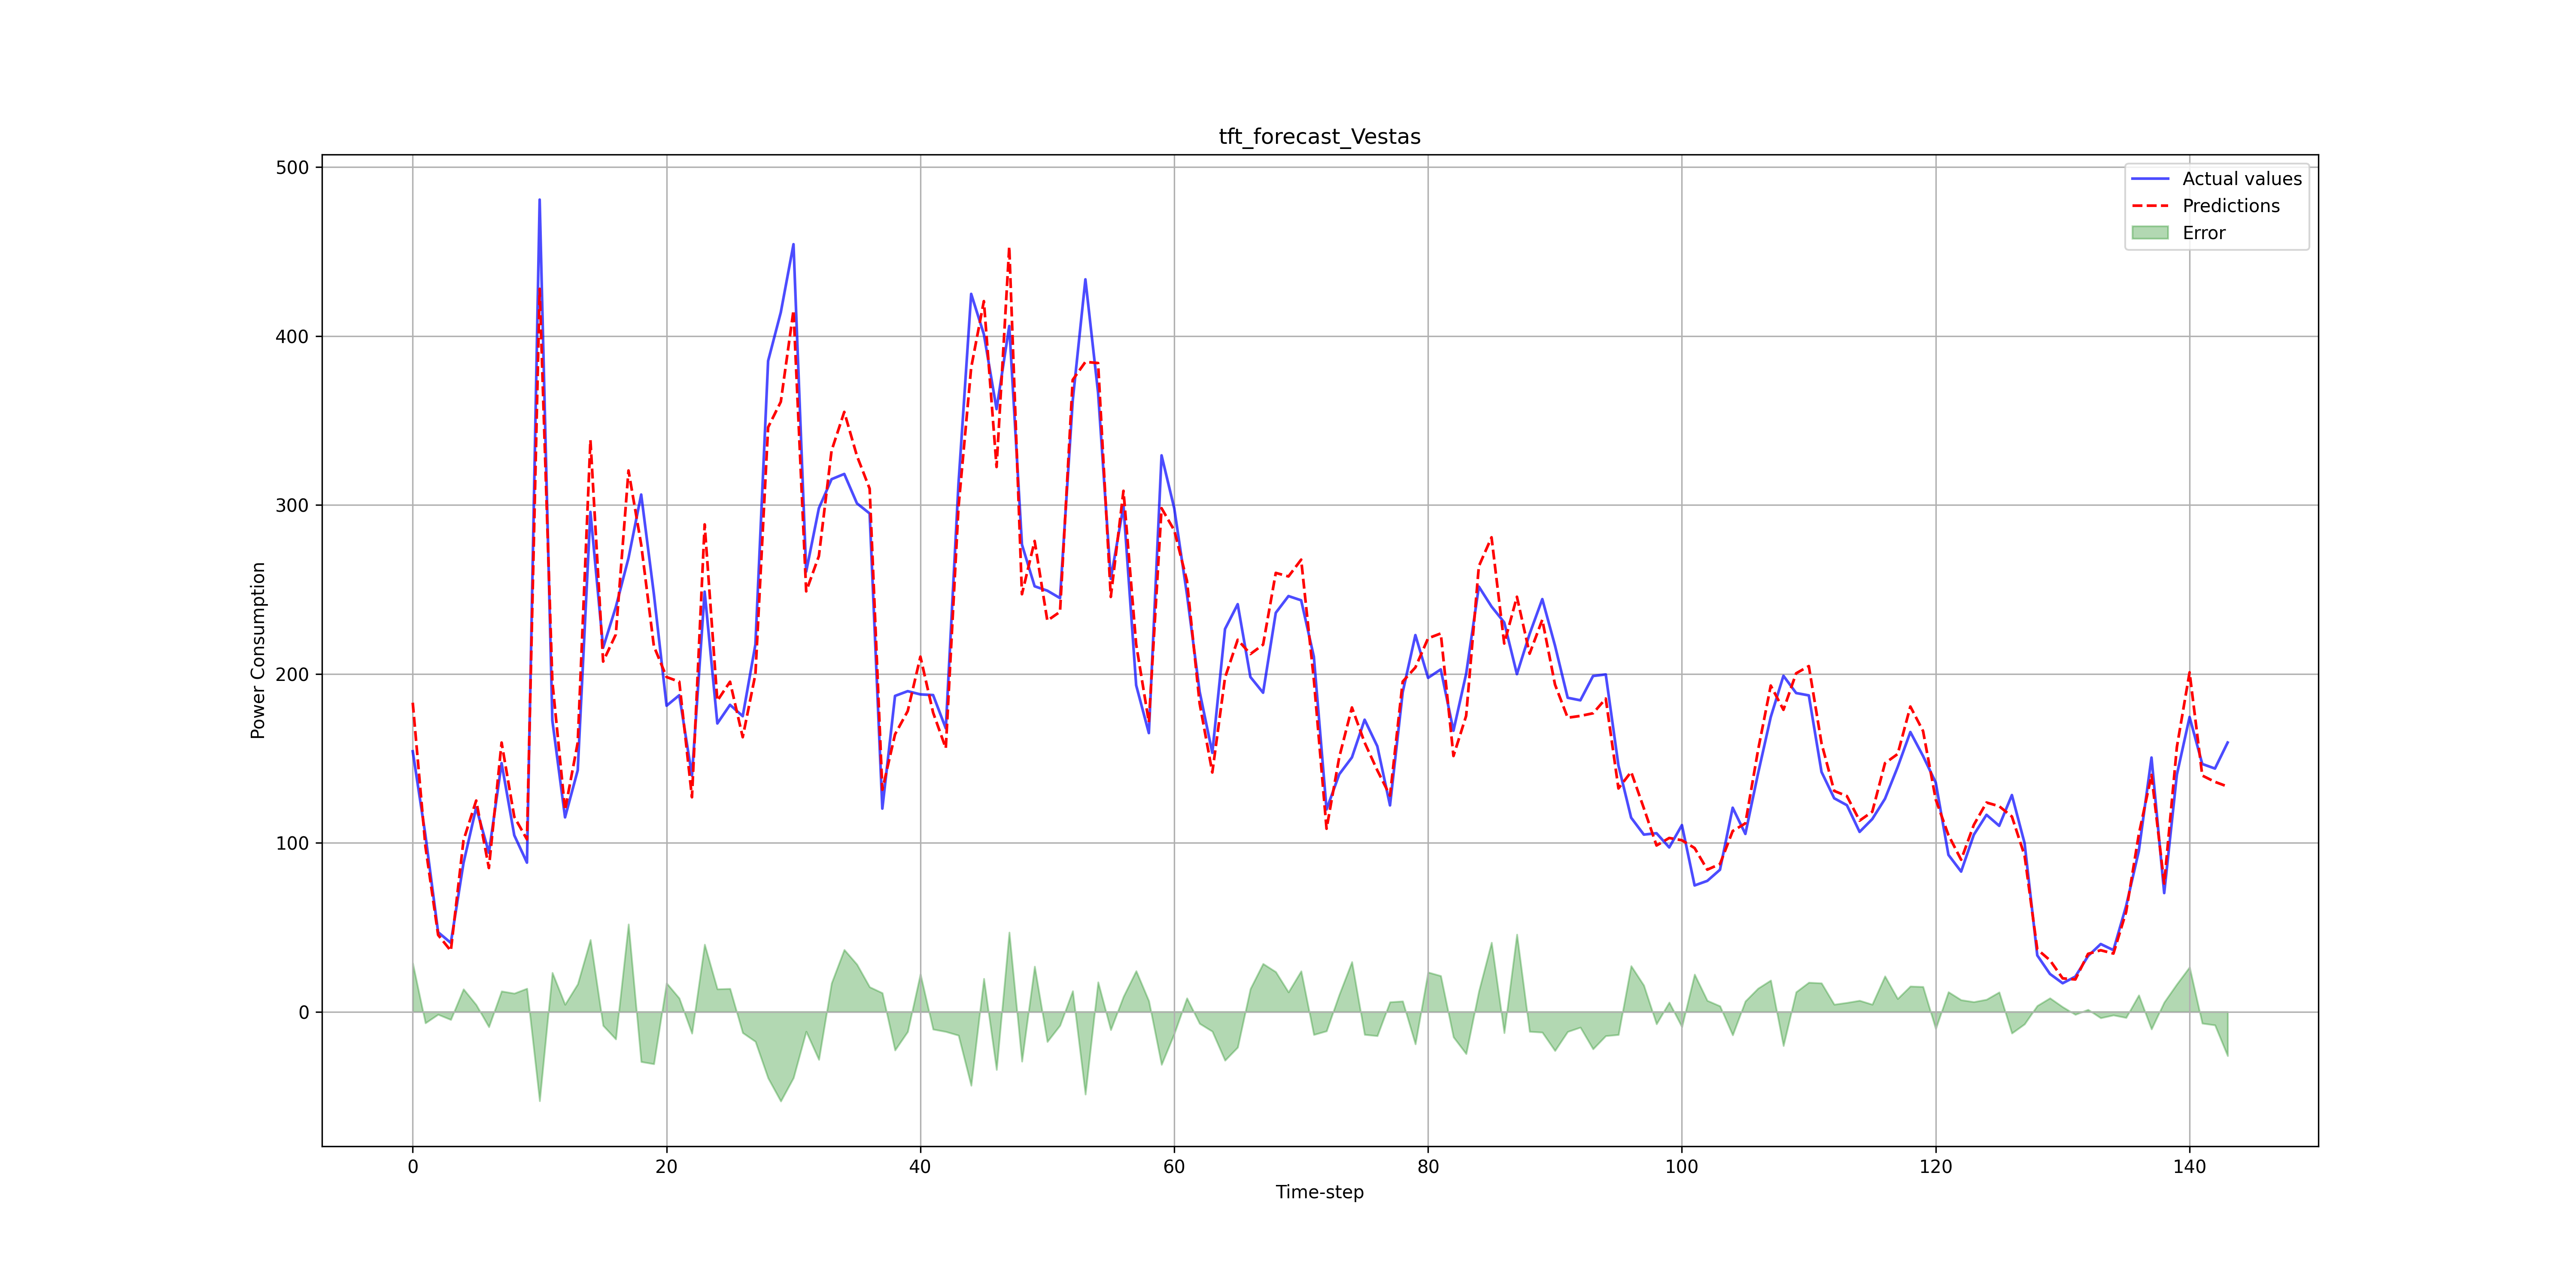 tft_forecast_Vestas
Actual values
Predictions
Error
Power Consumption
500
400
300
200
100
0
0 20 40 60 80 100 120 140
Time-step